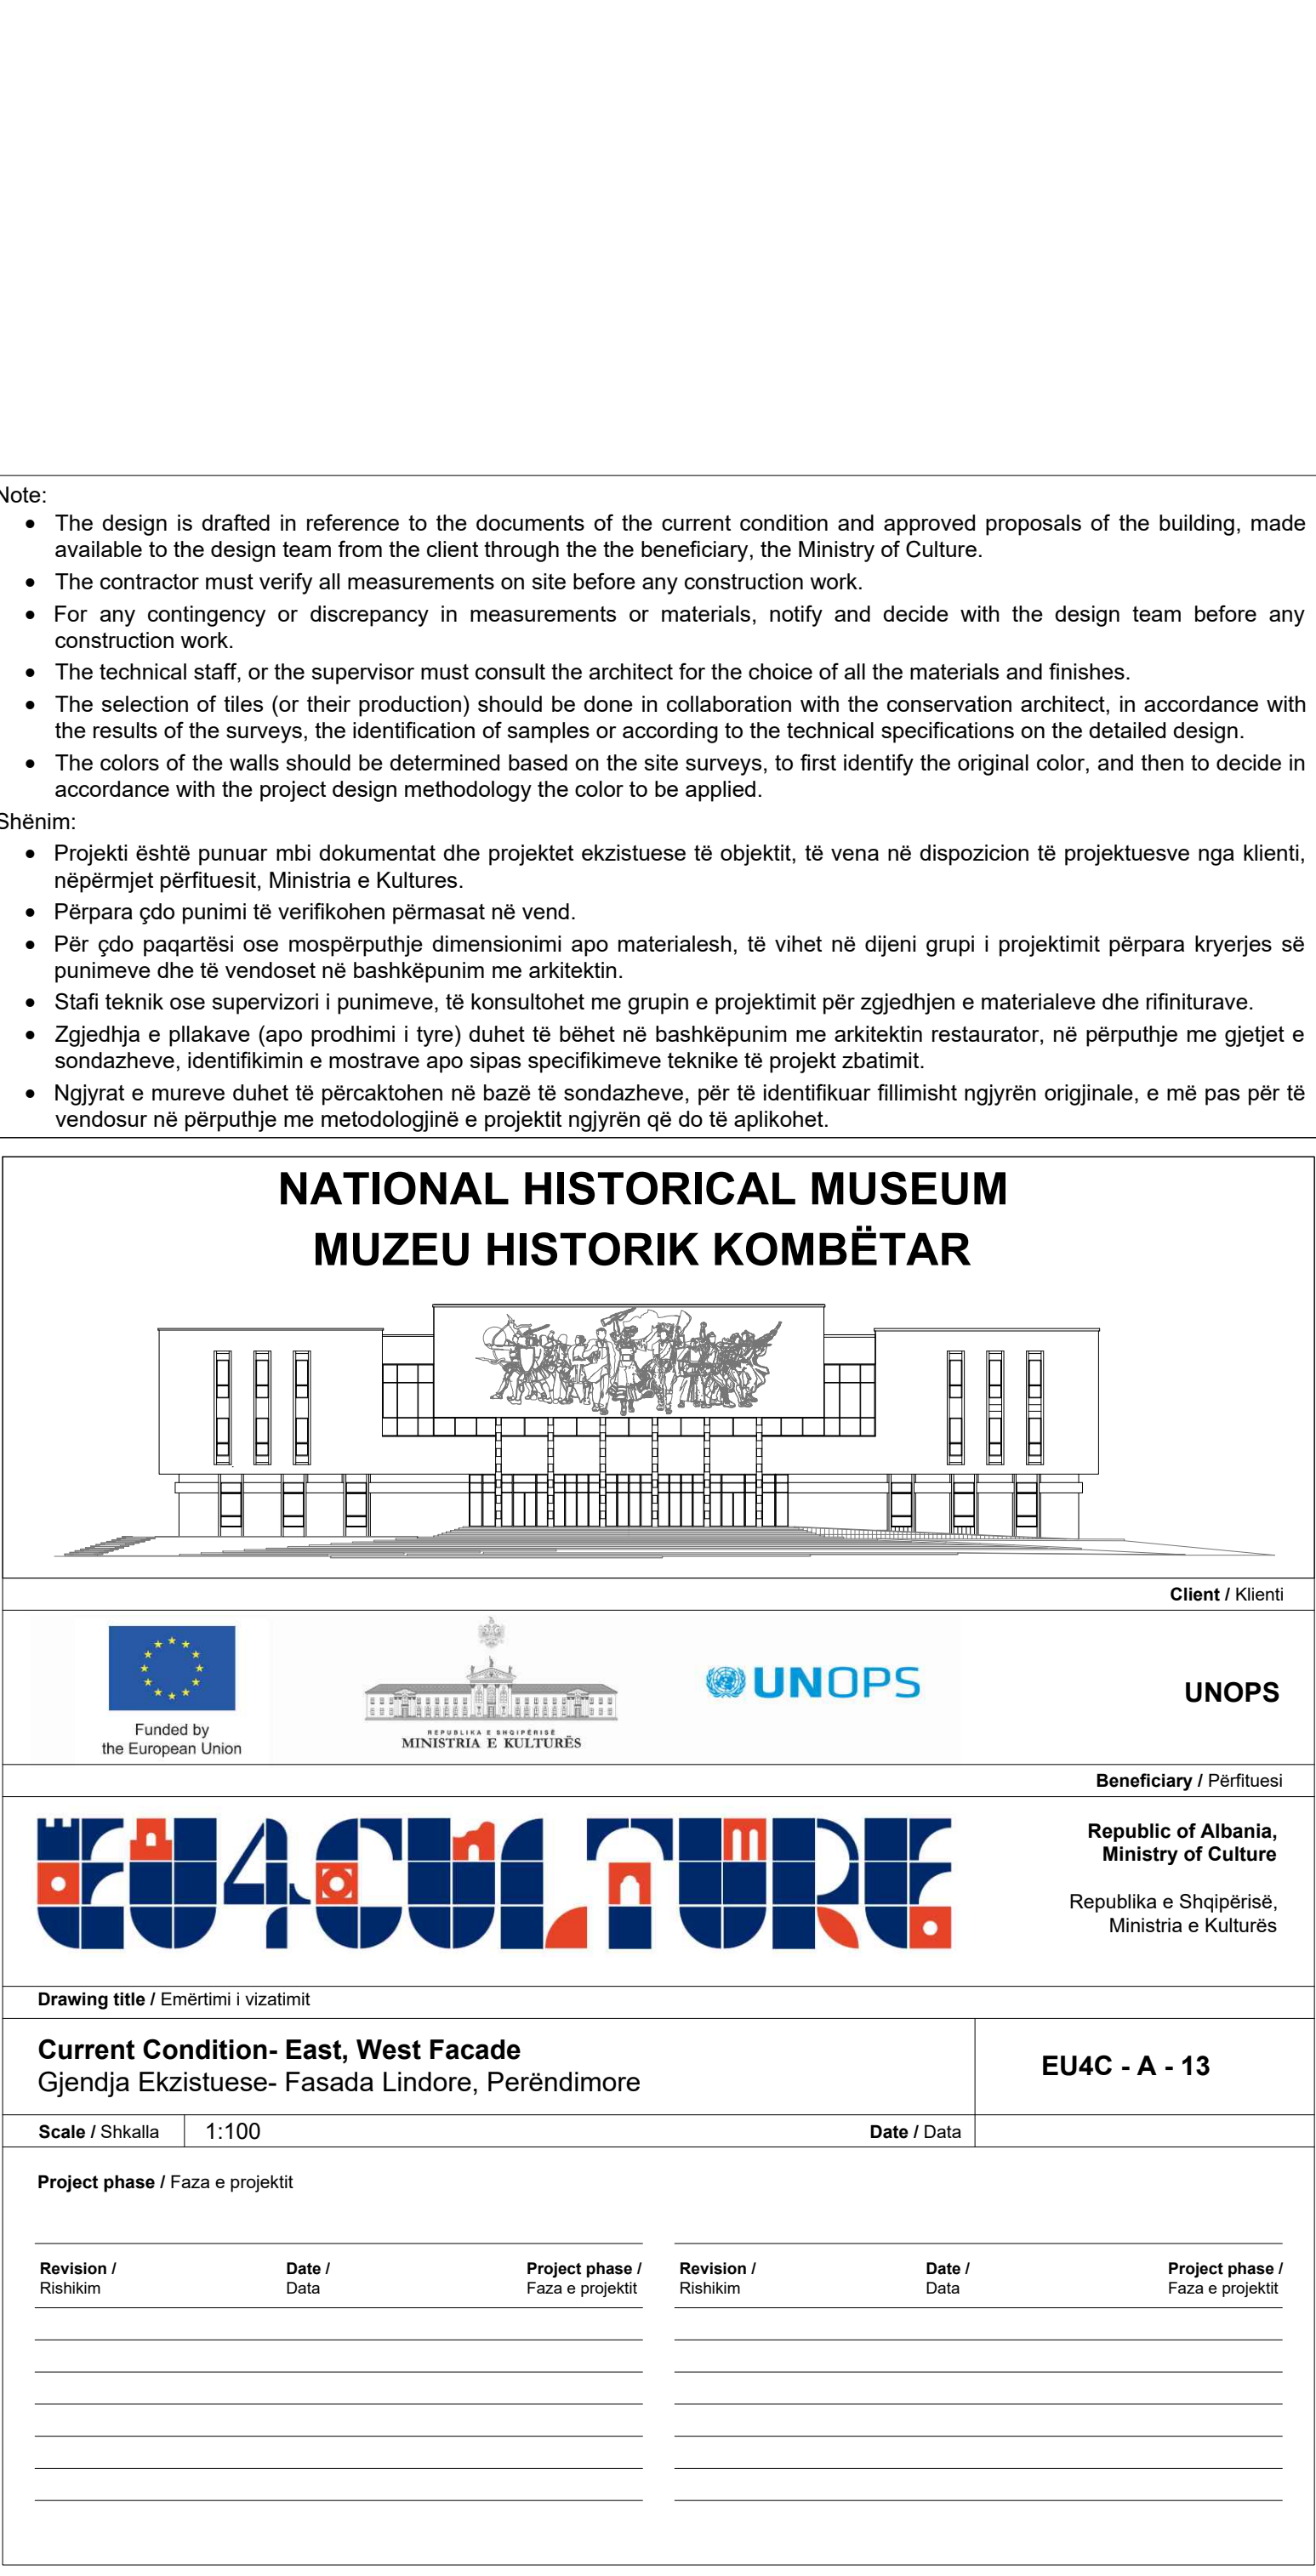 Note:
• The design is drafted in reference to the documents of the current condition and approved proposals of the building, made
available to the design team from the client through the the beneficiary, the Ministry of Culture.
• The contractor must verify all measurements on site before any construction work.
• For any contingency or discrepancy in measurements or materials, notify and decide with the design team before any
construction work.
• The technical staff, or the supervisor must consult the architect for the choice of all the materials and finishes.
• The selection of tiles (or their production) should be done in collaboration with the conservation architect, in accordance with
the results of the surveys, the identification of samples or according to the technical specifications on the detailed design.
• The colors of the walls should be determined based on the site surveys, to first identify the original color, and then to decide in
accordance with the project design methodology the color to be applied.
Shënim:
• Projekti është punuar mbi dokumentat dhe projektet ekzistuese të objektit, të vena në dispozicion të projektuesve nga klienti,
nëpërmjet përfituesit, Ministria e Kultures.
• Përpara çdo punimi të verifikohen përmasat në vend.
• Për çdo paqartësi ose mospërputhje dimensionimi apo materialesh, të vihet në dijeni grupi i projektimit përpara kryerjes së
punimeve dhe të vendoset në bashkëpunim me arkitektin.
• Stafi teknik ose supervizori i punimeve, të konsultohet me grupin e projektimit për zgjedhjen e materialeve dhe rifiniturave.
• Zgjedhja e pllakave (apo prodhimi i tyre) duhet të bëhet në bashkëpunim me arkitektin restaurator, në përputhje me gjetjet e
sondazheve, identifikimin e mostrave apo sipas specifikimeve teknike të projekt zbatimit.
• Ngjyrat e mureve duhet të përcaktohen në bazë të sondazheve, për të identifikuar fillimisht ngjyrën origjinale, e më pas për të
vendosur në përputhje me metodologjinë e projektit ngjyrën që do të aplikohet.
NATIONAL HISTORICAL MUSEUM
MUZEU HISTORIK KOMBËTAR
Client / Klienti
Funded by
the European Union
REPUBLIKA E SHQIPËRISË
MINISTRIA E KULTURËS
UNOPS
UNOPS
Beneficiary / Përfituesi
EU4CULTURE
Republic of Albania,
Ministry of Culture
Republika e Shqipërisë,
Ministria e Kulturës
Drawing title / Emërtimi i vizatimit
Current Condition- East, West Facade
Gjendja Ekzistuese- Fasada Lindore, Perëndimore
EU4C - A - 13
Scale / Shkalla 1:100 Date / Data
Project phase / Faza e projektit
Revision / Date / Project phase / Revision / Date / Project phase /
Rishikim Data Faza e projektit Rishikim Data Faza e projektit